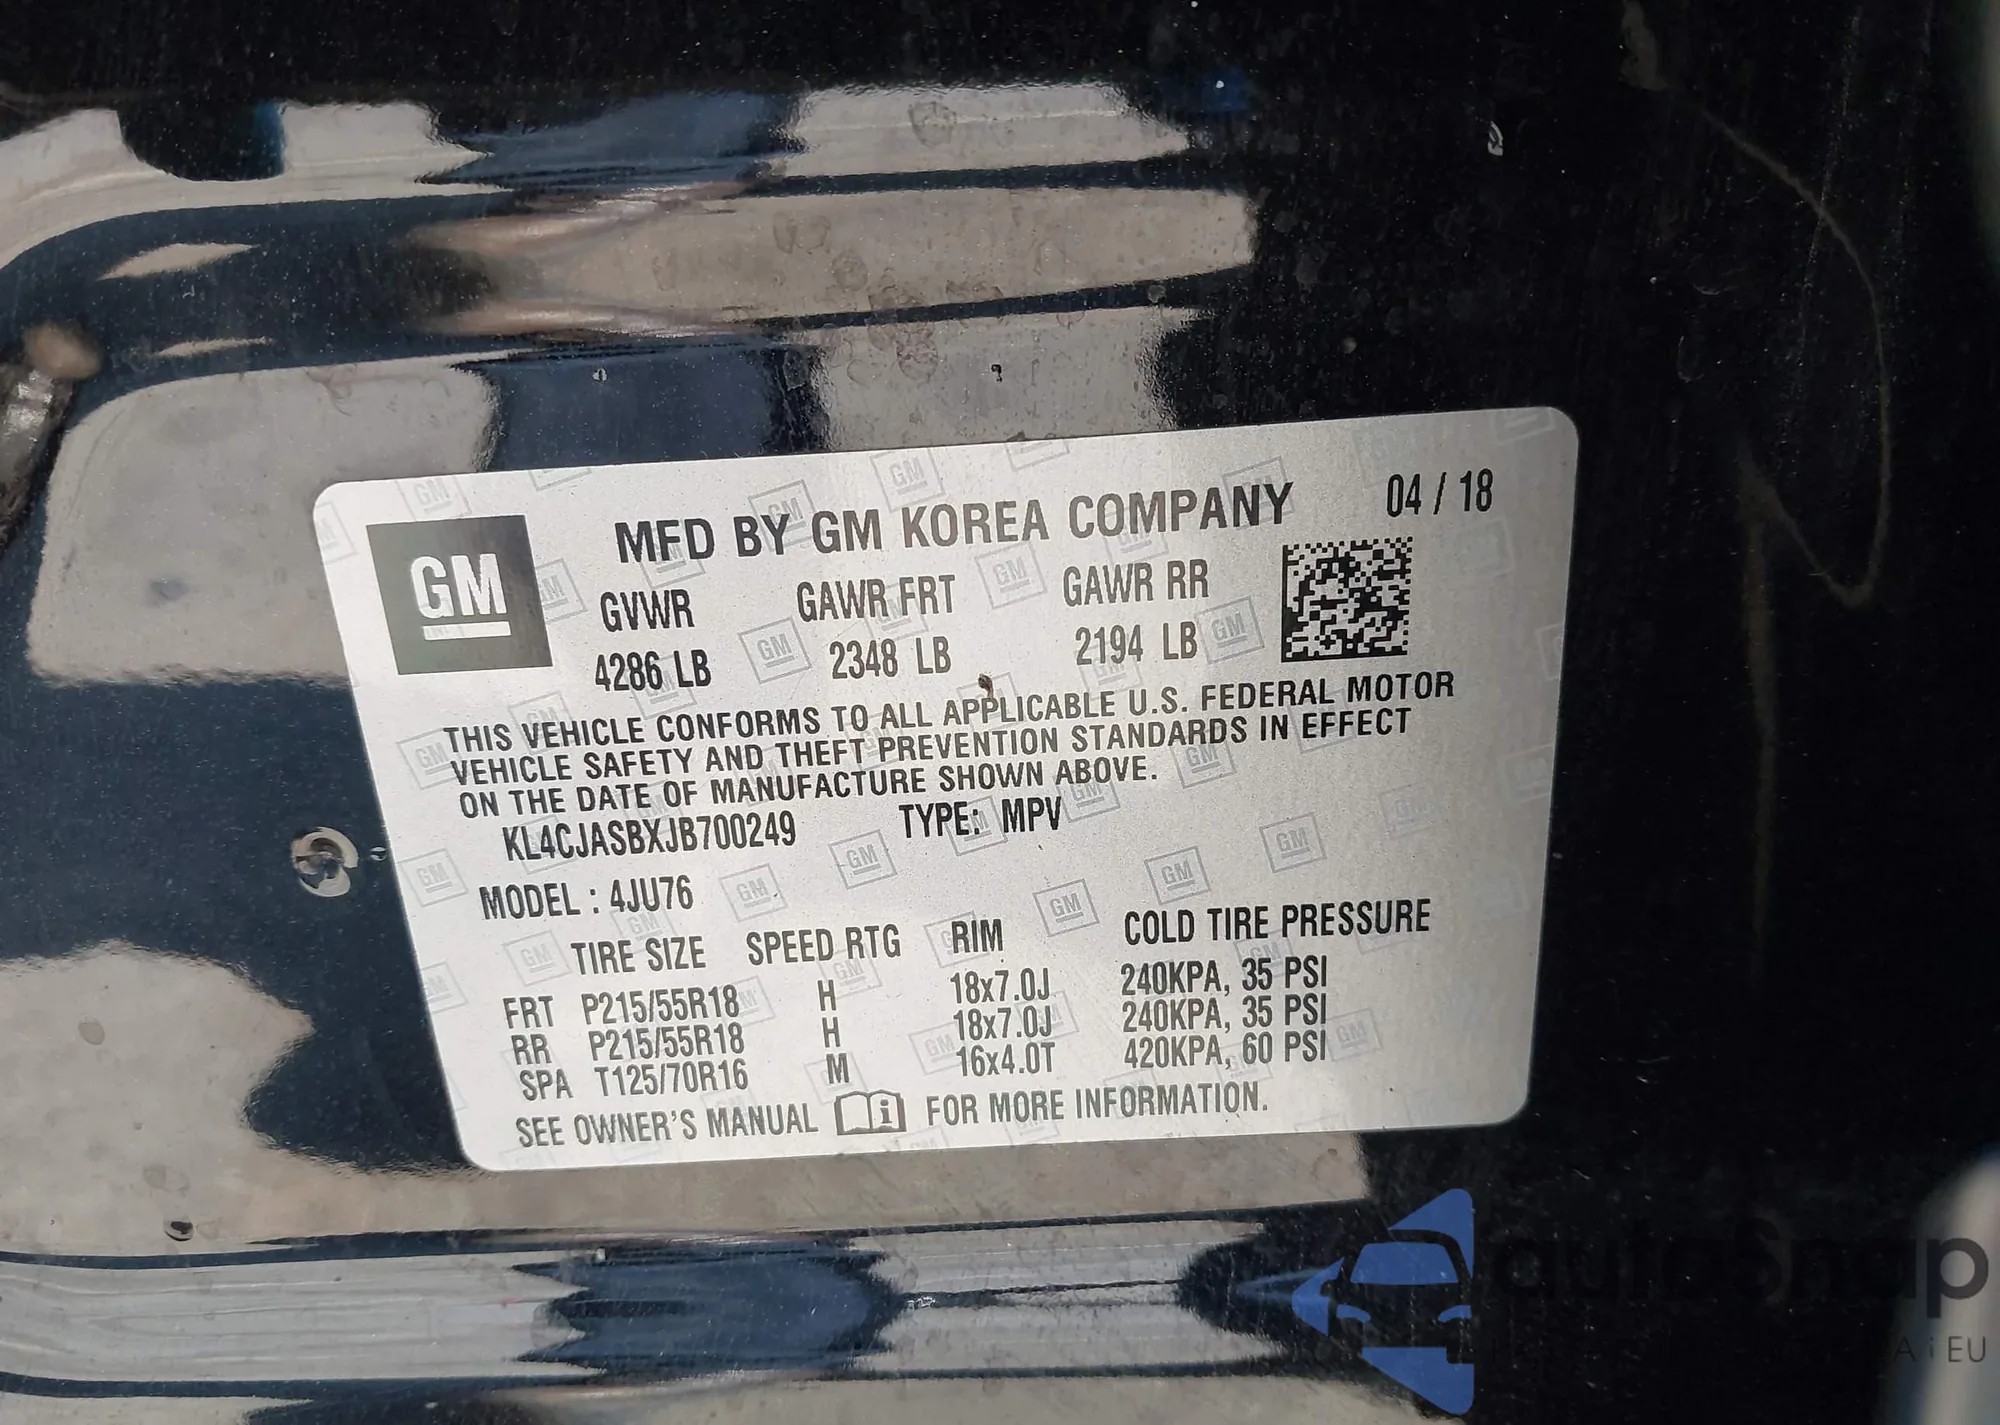 GM
MFD BY GM KOREA COMPANY 04 / 18
GVWR GAWR FRT GAWR RR
4286 LB 2348 LB 2194 LB
THIS VEHICLE CONFORMS TO ALL APPLICABLE U.S. FEDERAL MOTOR
VEHICLE SAFETY AND THEFT PREVENTION STANDARDS IN EFFECT
ON THE DATE OF MANUFACTURE SHOWN ABOVE.
KL4CJASBXJB700249 TYPE: MPV
MODEL : 4JU76
TIRE SIZE SPEED RTG RIM COLD TIRE PRESSURE
FRT P215/55R18 H 18x7.0J 240KPA, 35 PSI
RR P215/55R18 H 18x7.0J 240KPA, 35 PSI
SPA T125/70R16 M 16x4.0T 420KPA, 60 PSI
SEE OWNER'S MANUAL FOR MORE INFORMATION.
autosnap
A i EU